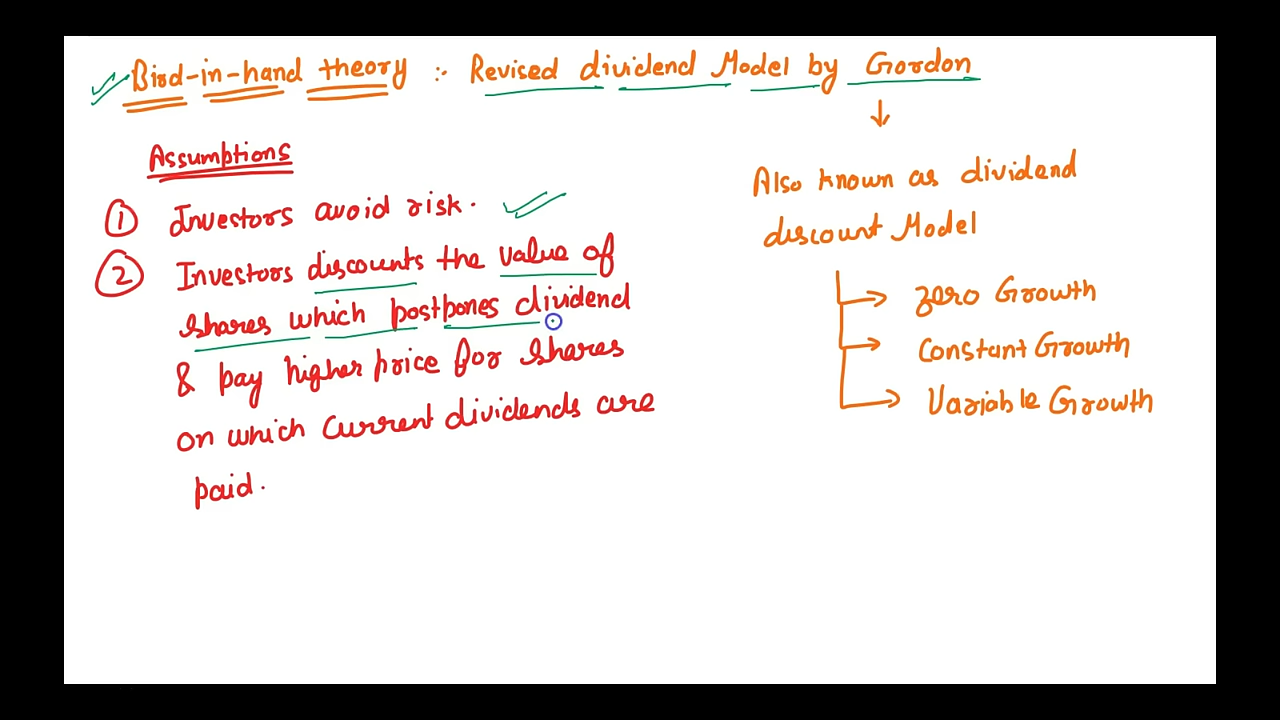 Bird-in-hand theory :- Revised dividend Model by Gordon
Assumptions
① Investors avoid risk.
② Investors discounts the value of
shares which postpones dividend
& pay higher price for shares
on which current dividends are
paid.
Also known as dividend
discount Model
Zero Growth
Constant Growth
Variable Growth